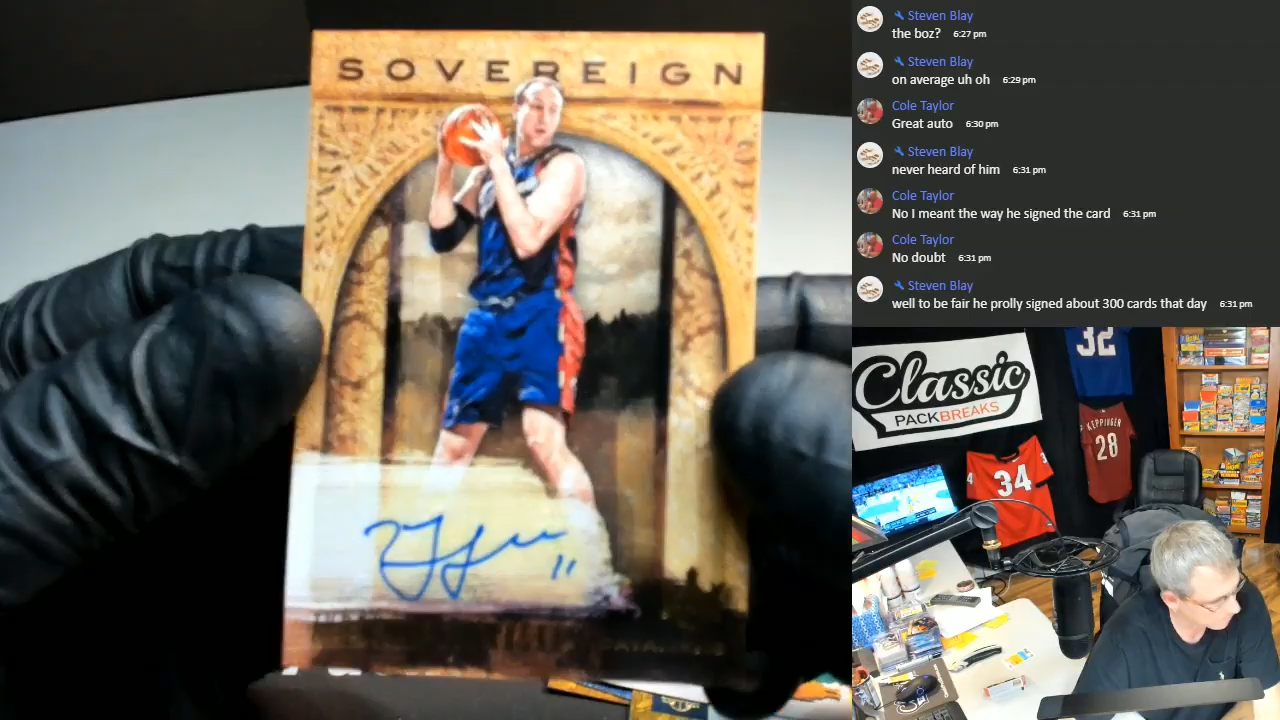 SOVEREIGN
11
Steven Blay
the boz? 6:27 pm
Steven Blay
on average uh oh 6:29 pm
Cole Taylor
Great auto 6:30 pm
Steven Blay
never heard of him 6:31 pm
Cole Taylor
No I meant the way he signed the card 6:31 pm
Cole Taylor
No doubt 6:31 pm
Steven Blay
well to be fair he prolly signed about 300 cards that day 6:31 pm
Classic
PACKBREAKS
32
KEPPINGER
28
34